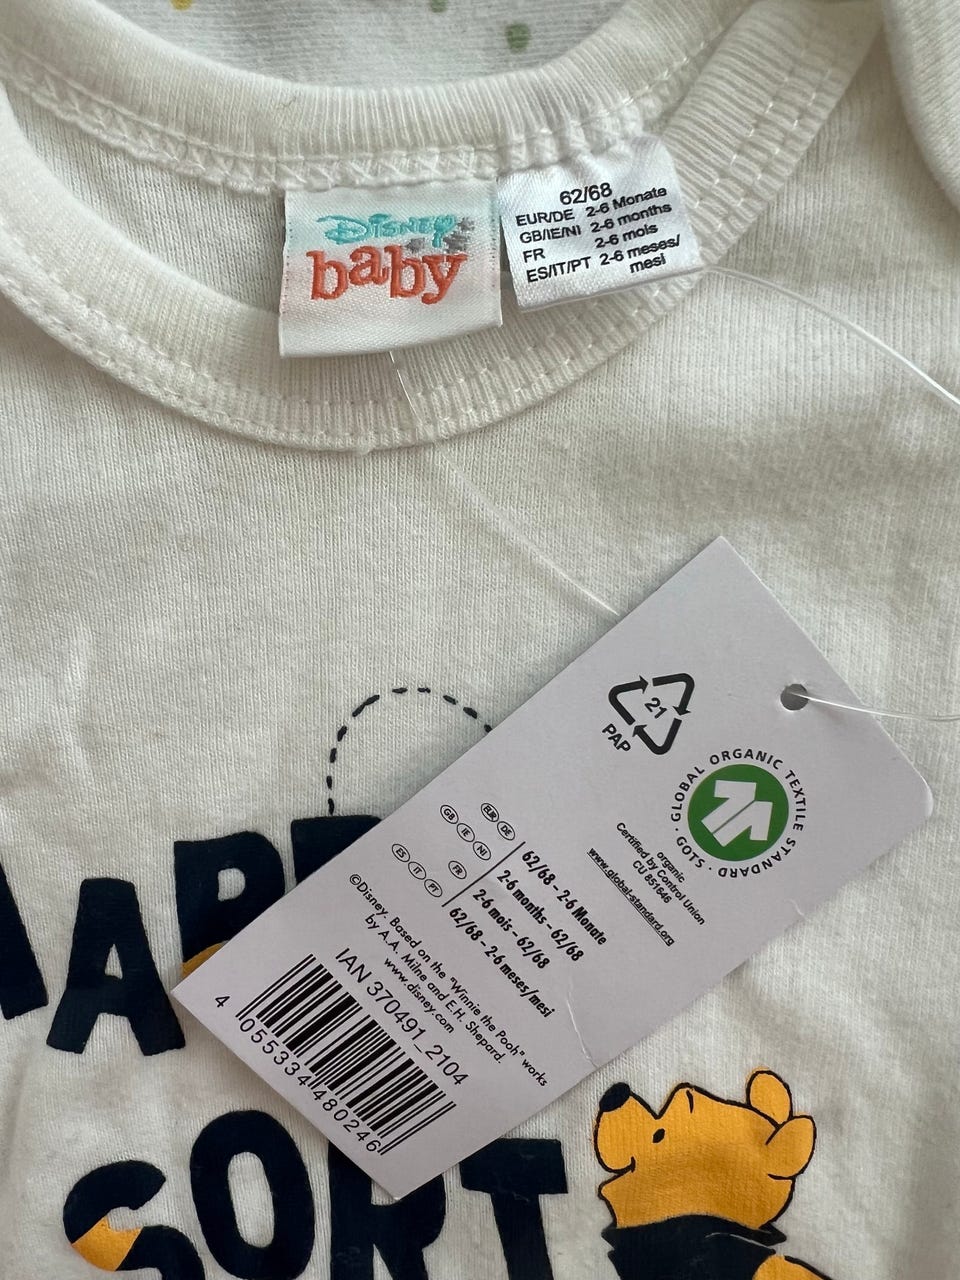 Disney
baby
62/68
EUR/DE 2-6 Monate
GB/IE/NI 2-6 months
FR 2-6 mois
ES/IT/PT 2-6 meses/
mesi
21
PAP
GLOBAL ORGANIC TEXTILE STANDARD · GOTS ·
organic
Certified by Control Union
CU 851646
www.global-standard.org
EUR DE 62/68 - 2-6 Monate
GB IE NI 2-6 months - 62/68
FR 2-6 mois - 62/68
ES IT PT 62/68 - 2-6 meses/mesi
©Disney. Based on the "Winnie the Pooh" works
by A.A. Milne and E.H. Shepard.
www.disney.com
IAN 370491_2104
4 055334 480246
SORT